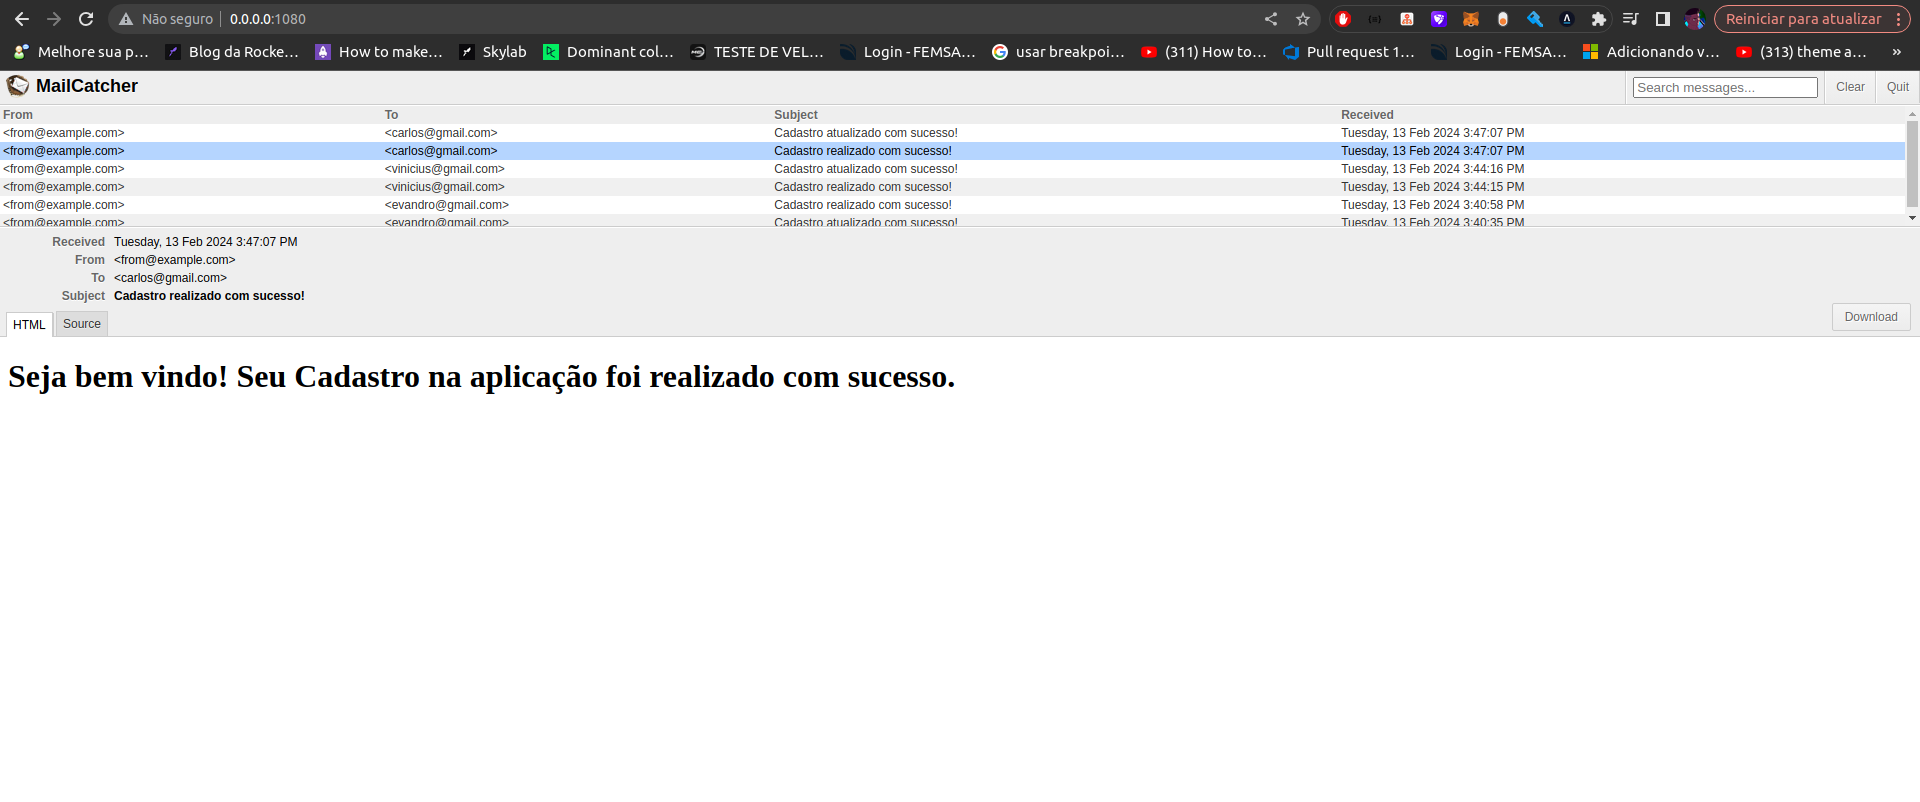 Não seguro 0.0.0.0:1080 Reiniciar para atualizar
Melhore sua p... Blog da Rocke... How to make... Skylab Dominant col... TESTE DE VEL... Login - FEMSA... usar breakpoi... (311) How to... Pull request 1... Login - FEMSA... Adicionando v... (313) theme a... »
MailCatcher Search messages... Clear Quit
From To Subject Received
<from@example.com> <carlos@gmail.com> Cadastro atualizado com sucesso! Tuesday, 13 Feb 2024 3:47:07 PM
<from@example.com> <carlos@gmail.com> Cadastro realizado com sucesso! Tuesday, 13 Feb 2024 3:47:07 PM
<from@example.com> <vinicius@gmail.com> Cadastro atualizado com sucesso! Tuesday, 13 Feb 2024 3:44:16 PM
<from@example.com> <vinicius@gmail.com> Cadastro realizado com sucesso! Tuesday, 13 Feb 2024 3:44:15 PM
<from@example.com> <evandro@gmail.com> Cadastro realizado com sucesso! Tuesday, 13 Feb 2024 3:40:58 PM
<from@example.com> <evandro@gmail.com> Cadastro atualizado com sucesso! Tuesday, 13 Feb 2024 3:40:35 PM
Received Tuesday, 13 Feb 2024 3:47:07 PM
From <from@example.com>
To <carlos@gmail.com>
Subject Cadastro realizado com sucesso!
HTML Source Download
Seja bem vindo! Seu Cadastro na aplicação foi realizado com sucesso.